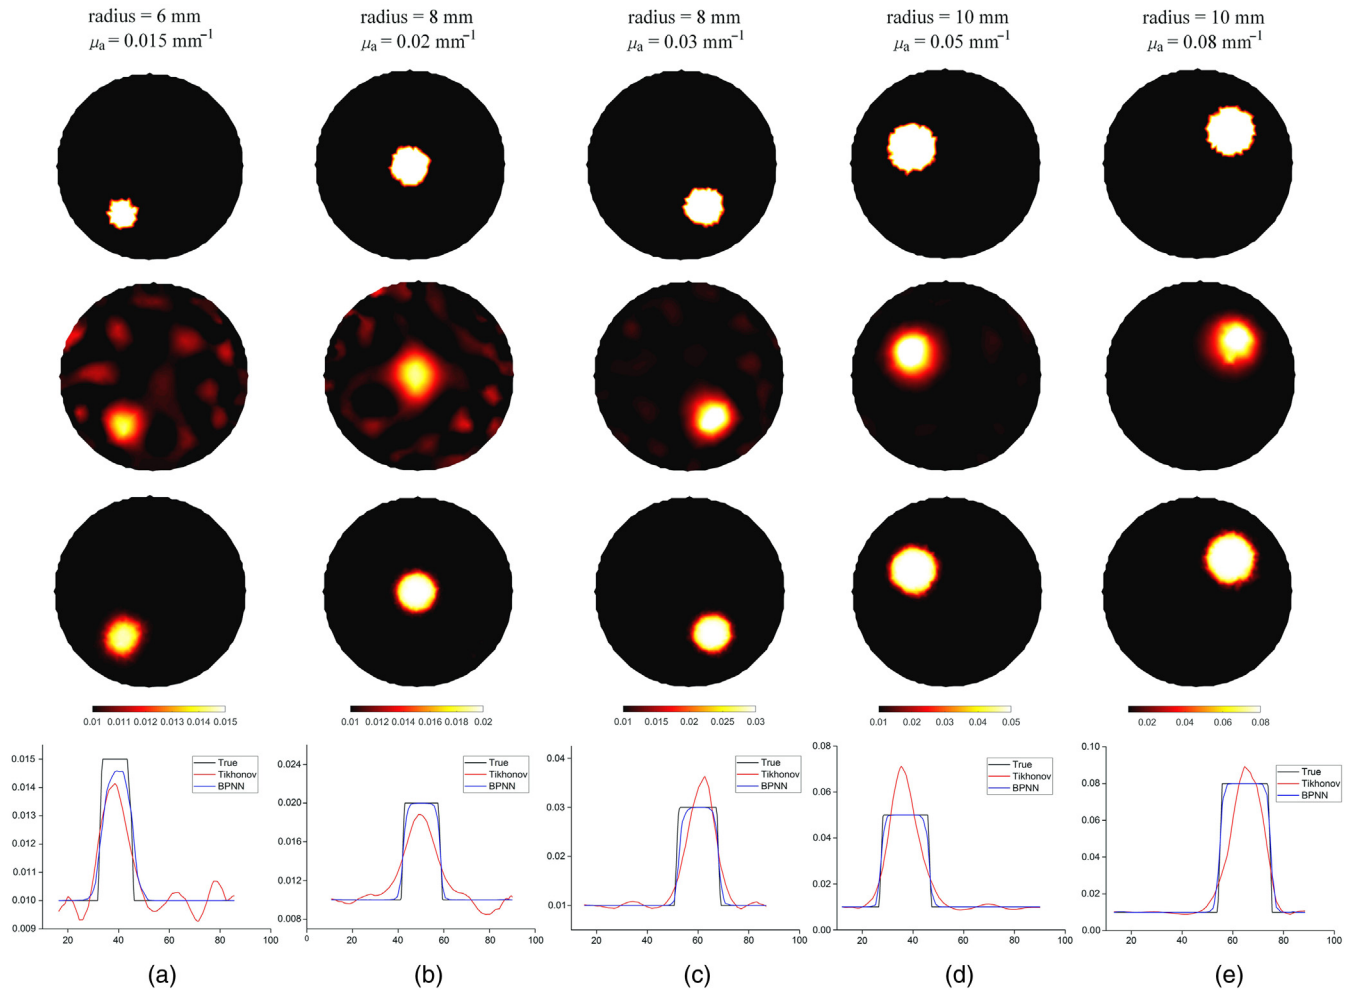 radius = 6 mm
μa = 0.015 mm⁻¹
radius = 8 mm
μa = 0.02 mm⁻¹
radius = 8 mm
μa = 0.03 mm⁻¹
radius = 10 mm
μa = 0.05 mm⁻¹
radius = 10 mm
μa = 0.08 mm⁻¹
0.01 0.011 0.012 0.013 0.014 0.015
0.01 0.012 0.014 0.016 0.018 0.02
0.01 0.015 0.02 0.025 0.03
0.01 0.02 0.03 0.04 0.05
0.02 0.04 0.06 0.08
0.015
0.014
0.013
0.012
0.011
0.010
0.009
True
Tikhonov
BPNN
20 40 60 80 100
0.024
0.020
0.016
0.012
0.008
True
Tikhonov
BPNN
0 20 40 60 80 100
0.04
0.03
0.02
0.01
True
Tikhonov
BPNN
20 40 60 80 100
0.08
0.06
0.04
0.02
0.00
True
Tikhonov
BPNN
0 20 40 60 80 100
0.10
0.08
0.06
0.04
0.02
0.00
True
Tikhonov
BPNN
20 40 60 80 100
(a)
(b)
(c)
(d)
(e)